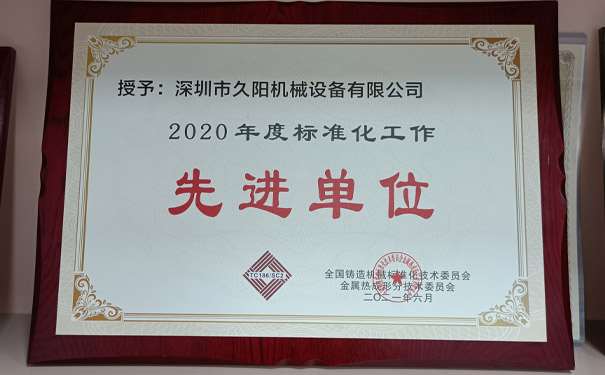 授予：深圳市久阳机械设备有限公司
2020年度标准化工作
先进单位
TC186/SC2
全国铸造机械标准化技术委员会
金属热成形分技术委员会
二〇二一年六月